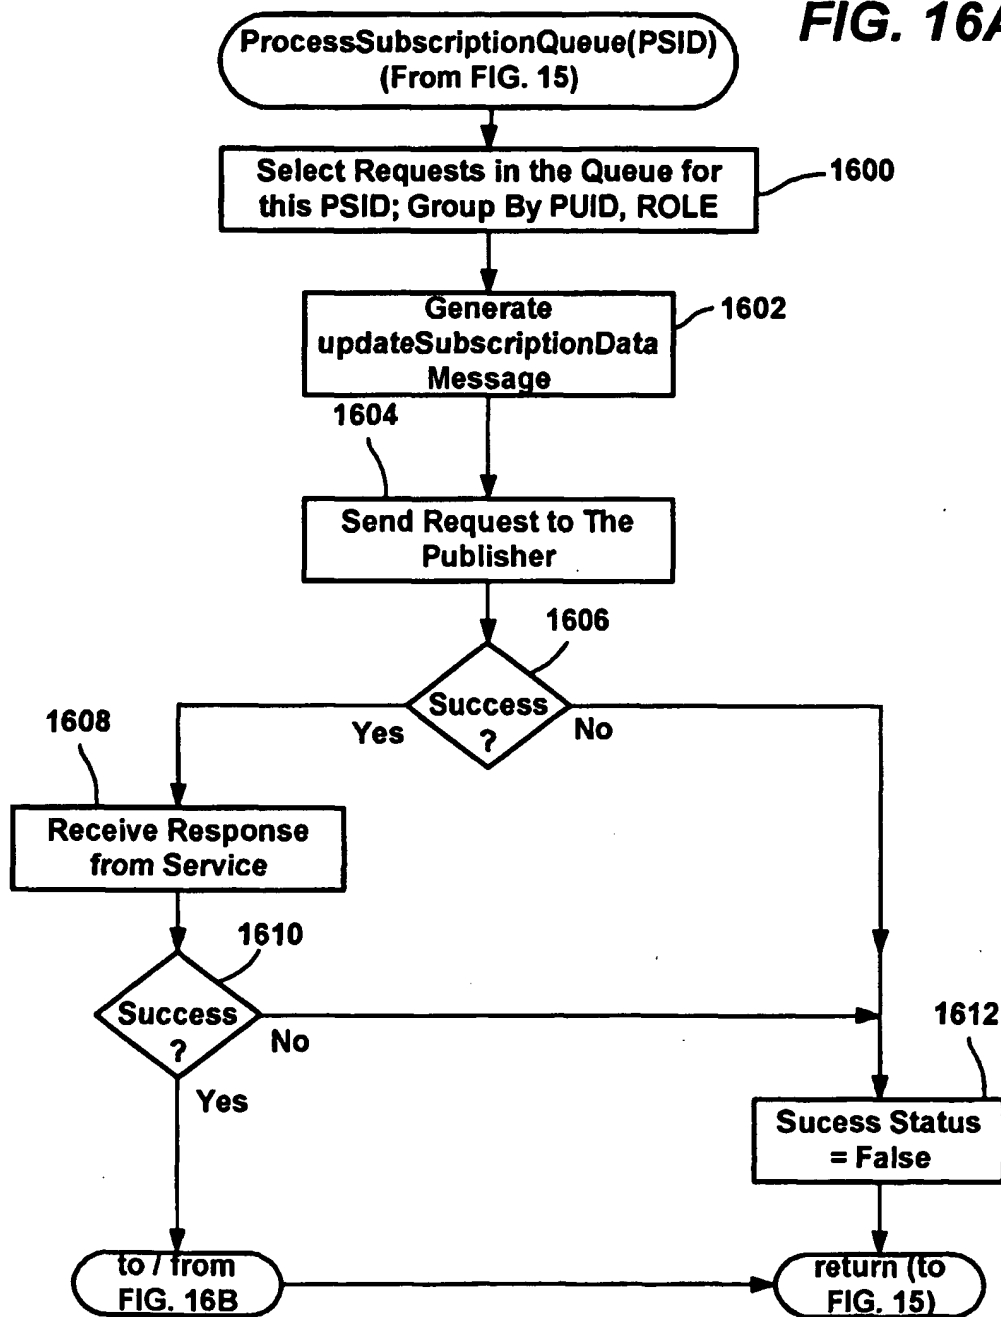 FIG. 16A
ProcessSubscriptionQueue(PSID)
(From FIG. 15)
Select Requests in the Queue for
this PSID; Group By PUID, ROLE
1600
Generate
updateSubscriptionData
Message
1602
1604
Send Request to The
Publisher
1606
Success
?
Yes
No
1608
Receive Response
from Service
1610
Success
?
No
Yes
1612
Sucess Status
= False
to / from
FIG. 16B
return (to
FIG. 15)